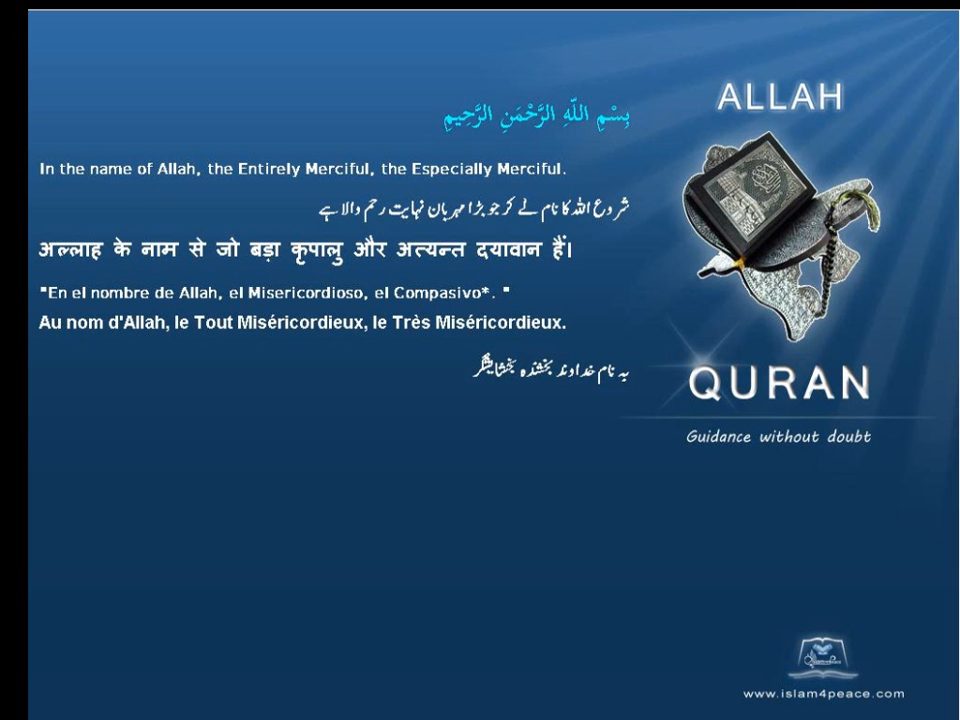 بِسْمِ اللّهِ الرَّحْمَنِ الرَّحِيمِ
In the name of Allah, the Entirely Merciful, the Especially Merciful.
شروع الله کا نام لے کر جو بڑا مہربان نہایت رحم والا ہے
अल्लाह के नाम से जो बड़ा कृपालु और अत्यन्त दयावान हैं।
"En el nombre de Allah, el Misericordioso, el Compasivo*. "
Au nom d'Allah, le Tout Miséricordieux, le Très Miséricordieux.
به نام خداوند بخشنده بخشایشگر
ALLAH
QURAN
Guidance without doubt
www.islam4peace.com